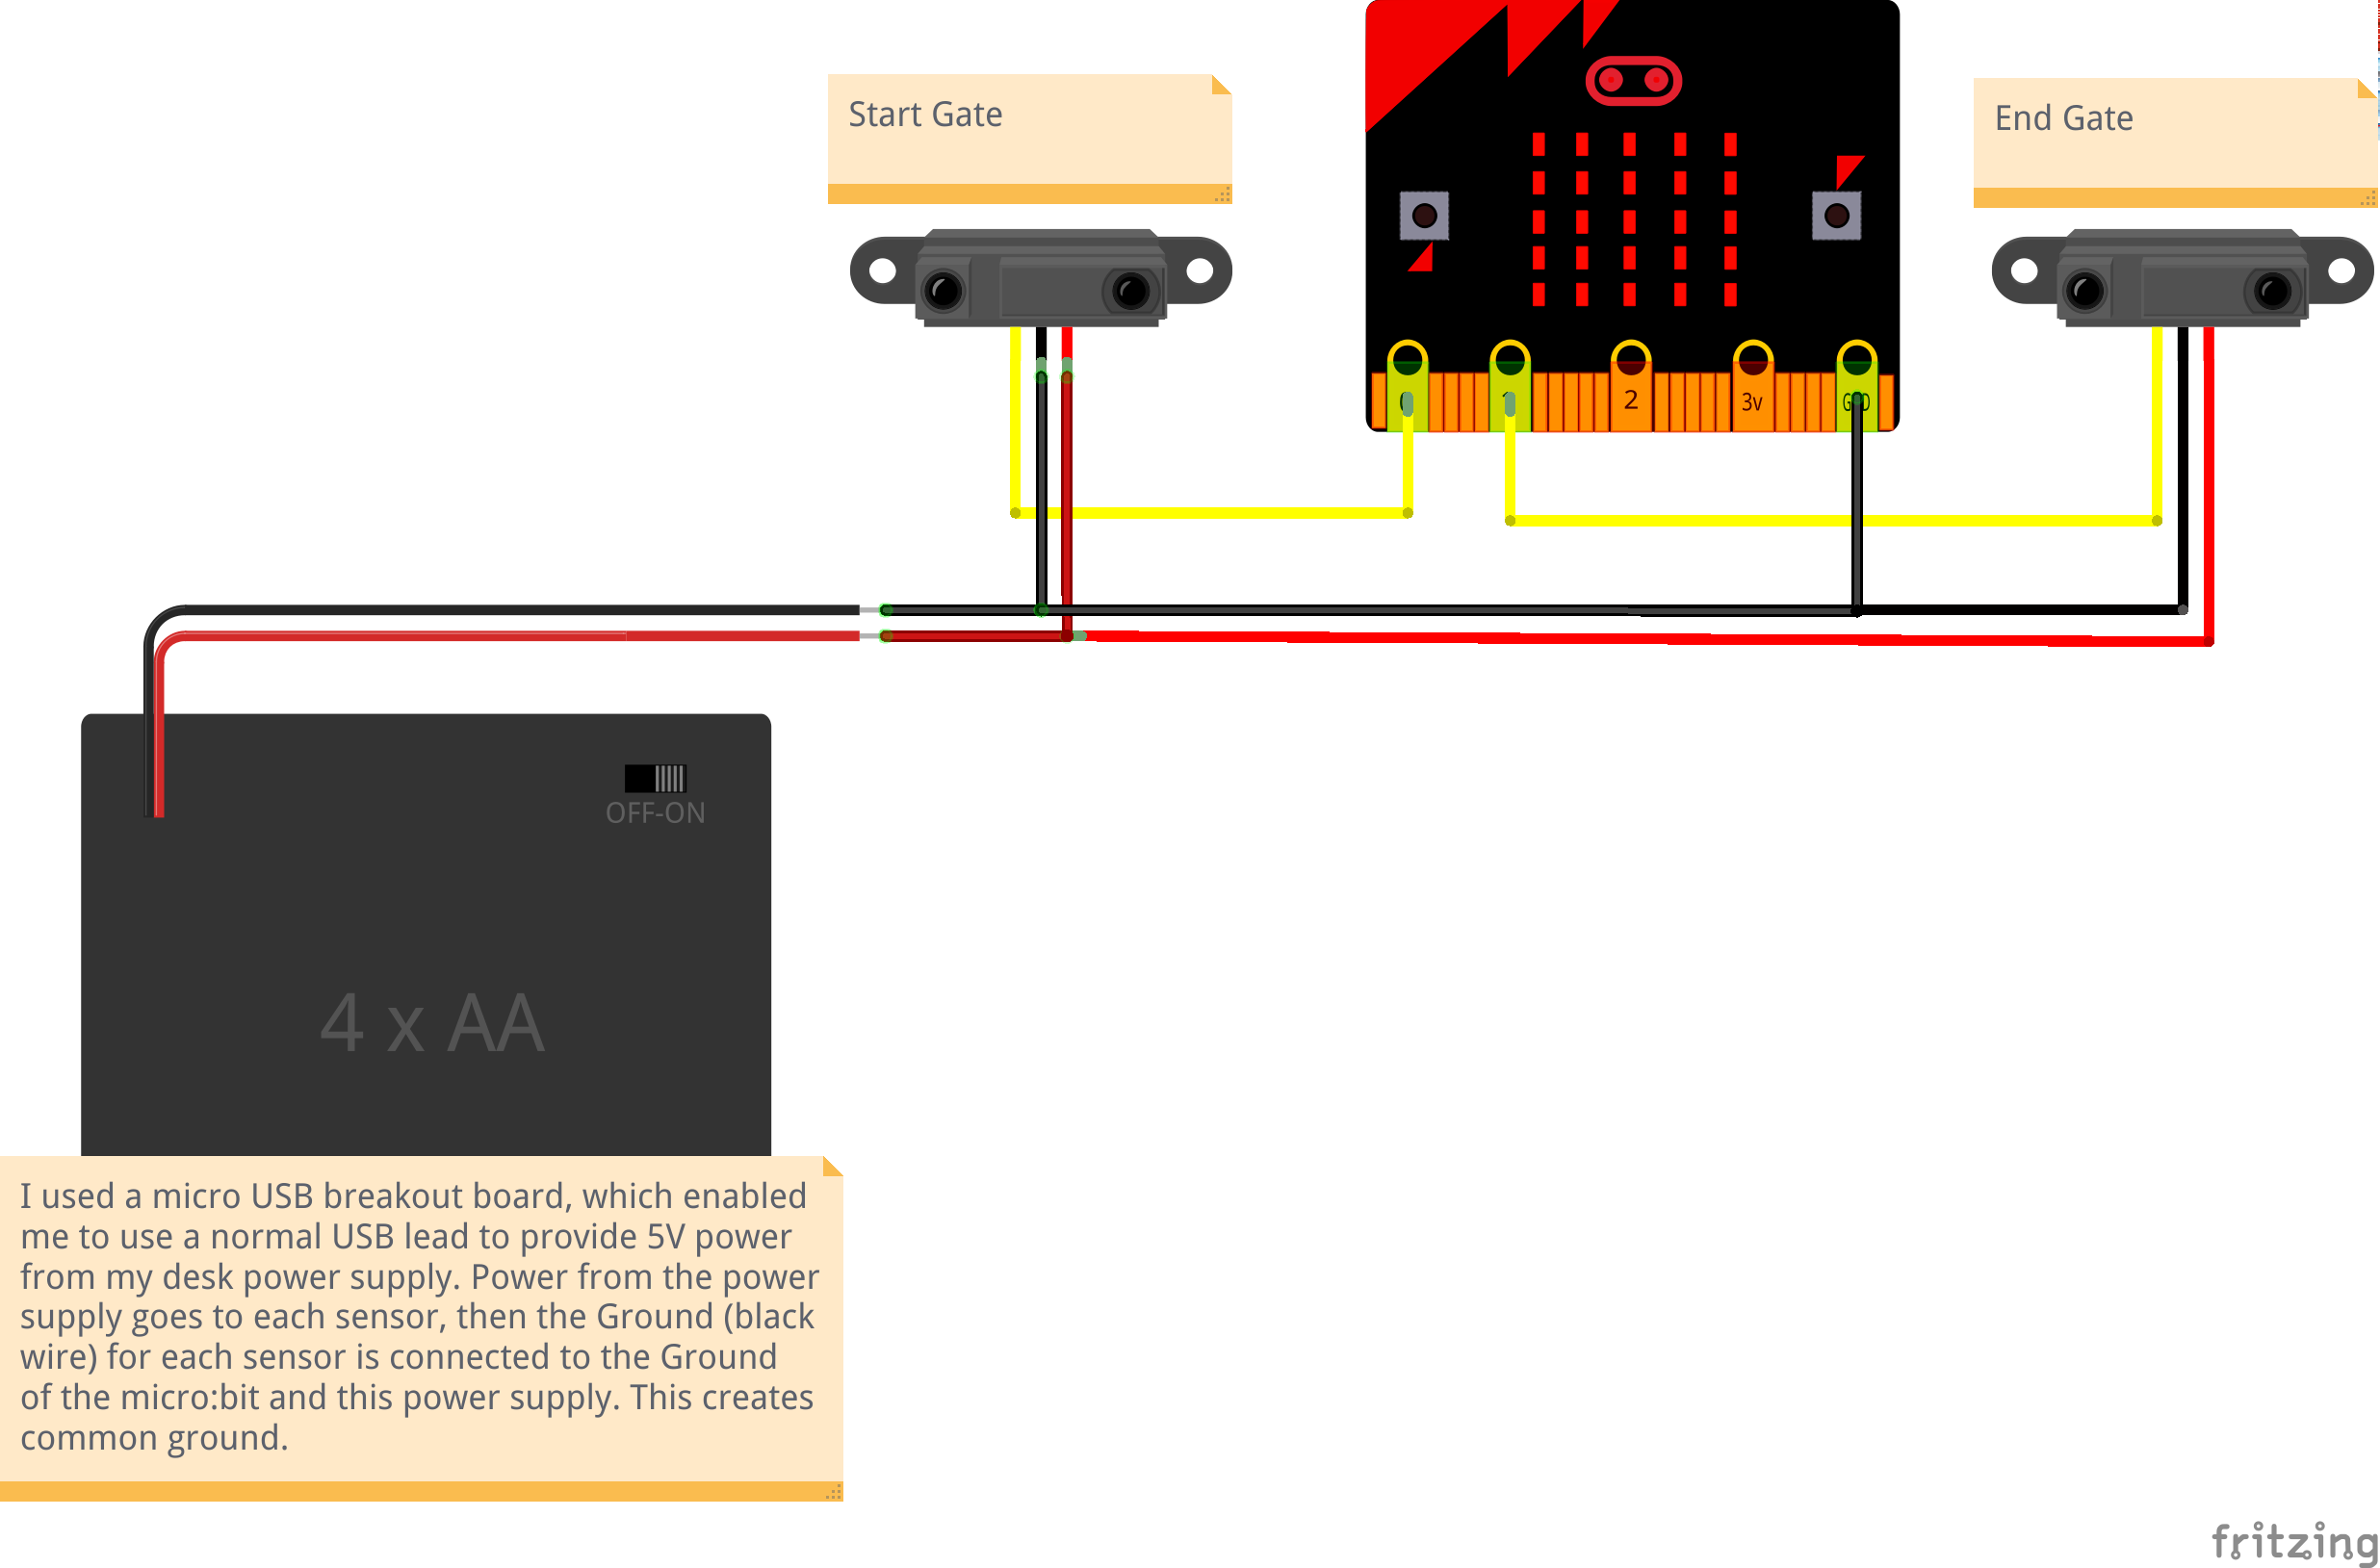 Start Gate
End Gate
2
3v
OFF-ON
4 x AA
I used a micro USB breakout board, which enabled
me to use a normal USB lead to provide 5V power
from my desk power supply. Power from the power
supply goes to each sensor, then the Ground (black
wire) for each sensor is connected to the Ground
of the micro:bit and this power supply. This creates
common ground.
fritzing